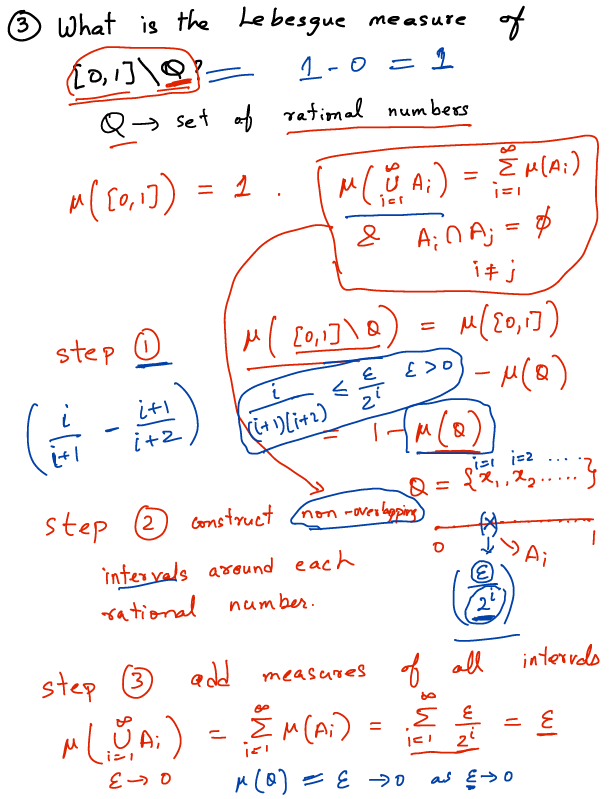 ③ What is the Lebesgue measure of
[0,1] \ Q ? = 1 - 0 = 1
Q → set of rational numbers
μ([0,1]) = 1 .
μ(∪_{i=1}^{∞} A_i) = Σ_{i=1}^{∞} μ(A_i)
& A_i ∩ A_j = φ
i ≠ j
step ①
μ([0,1] \ Q) = μ([0,1])
- μ(Q)
(i/(i+1) - (i+1)/(i+2))
i/((i+1)(i+2)) ≤ ε/2^i ε > 0
= 1 - μ(Q)
i=1 i=2 .....
Q = {x_1, x_2 ..... }
step ② construct non-overlapping
intervals around each
rational number.
0 (x) 1
A_i
(ε/2^i)
step ③ add measures of all intervals
μ(∪_{i=1}^{∞} A_i) = Σ_{i=1}^{∞} μ(A_i) = Σ_{i=1}^{∞} ε/2^i = ε
ε → 0 μ(Q) = ε → 0 as ε → 0